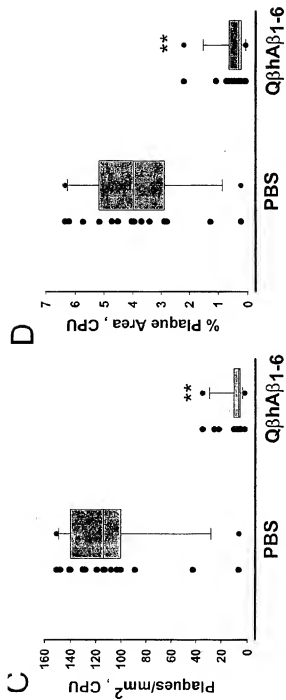 C
Plaques/mm², CPU
160
140
120
100
80
60
40
20
0
**
PBS
QβhAβ1-6
D
% Plaque Area , CPU
7
6
5
4
3
2
1
0
**
PBS
QβhAβ1-6